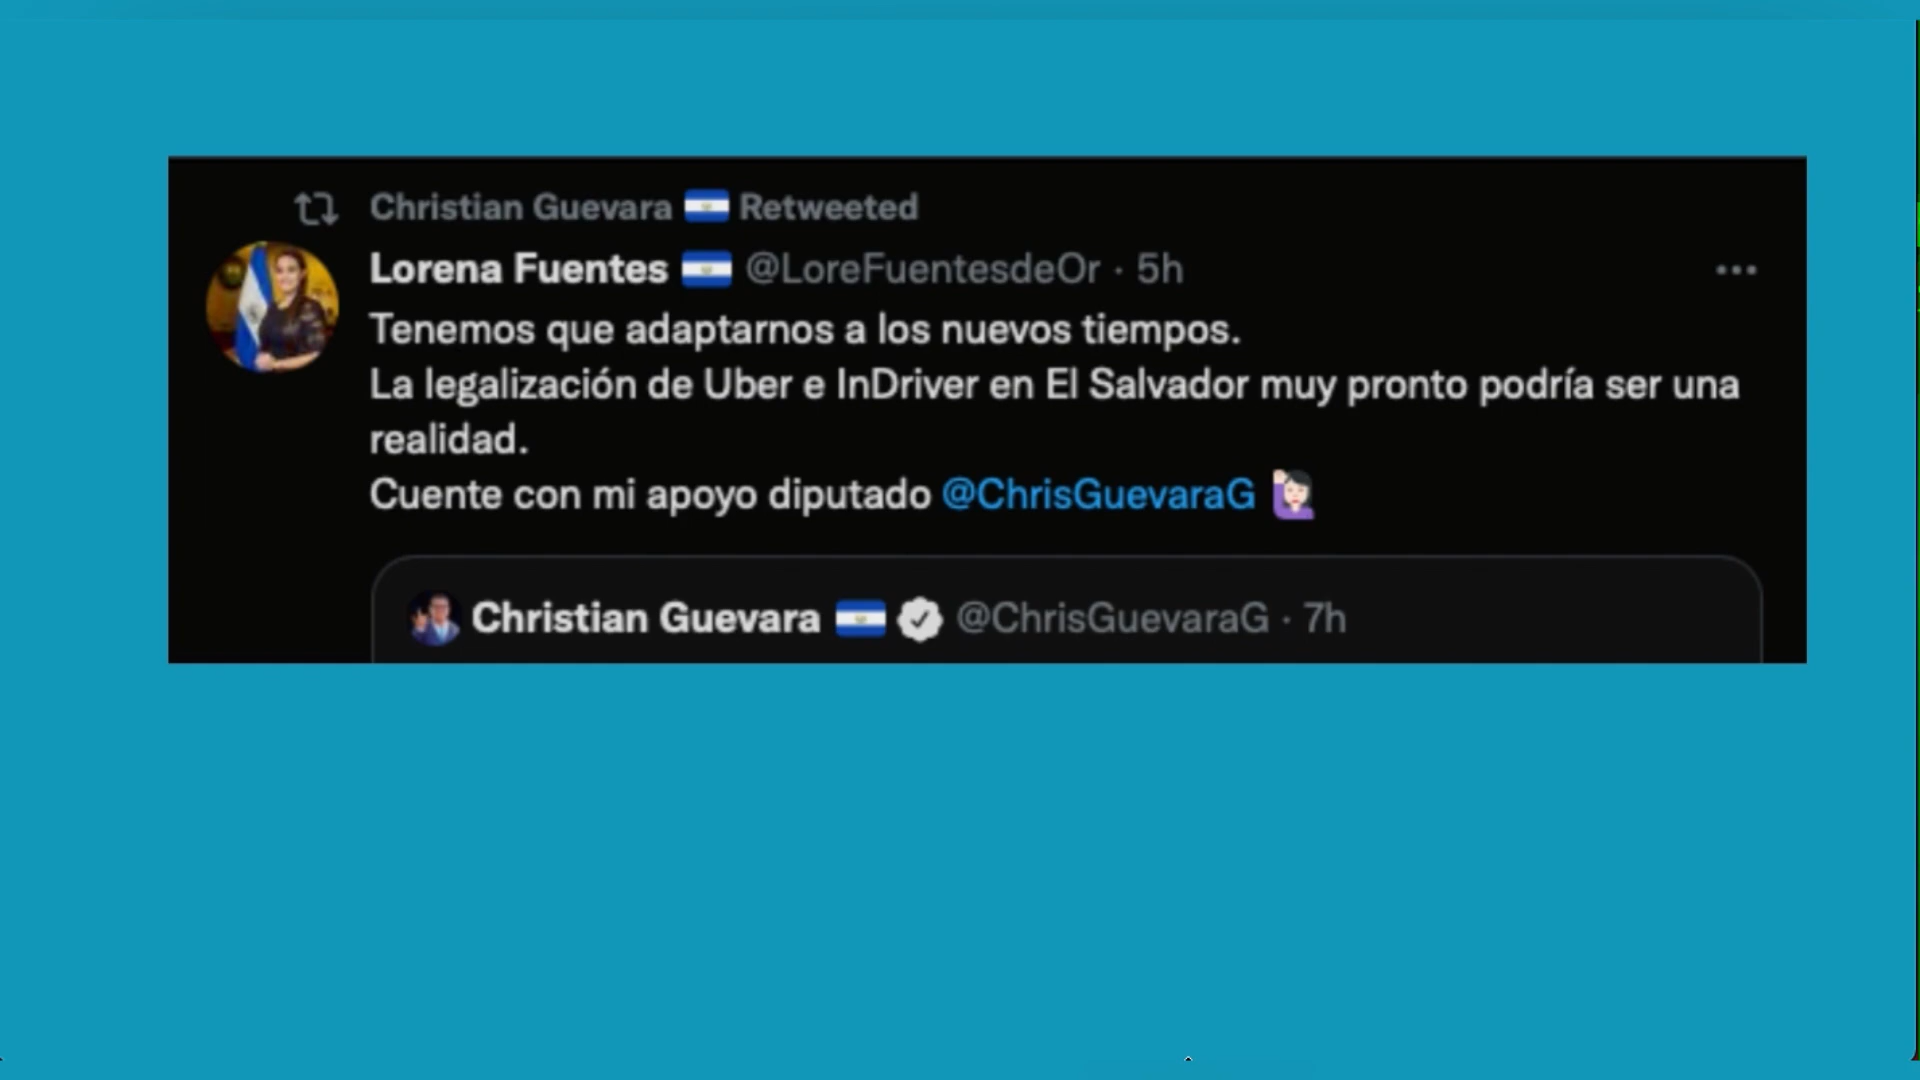 Christian Guevara 🇸🇻 Retweeted
Lorena Fuentes 🇸🇻 @LoreFuentesdeOr · 5h
Tenemos que adaptarnos a los nuevos tiempos.
La legalización de Uber e InDriver en El Salvador muy pronto podría ser una
realidad.
Cuente con mi apoyo diputado @ChrisGuevaraG 🙋🏻‍♀️
Christian Guevara 🇸🇻 @ChrisGuevaraG · 7h